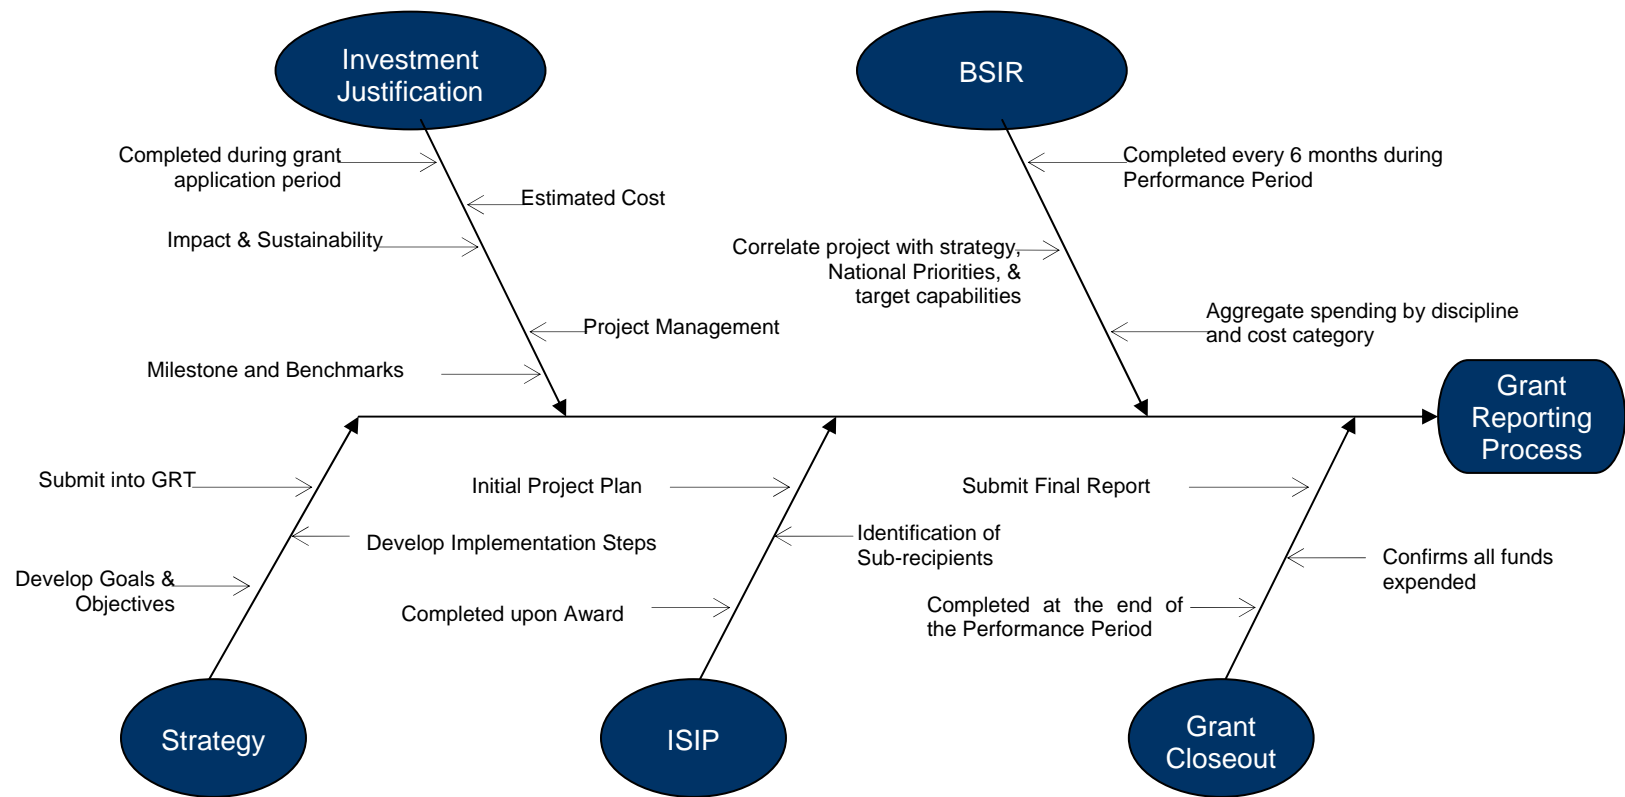 Investment
Justification
BSIR
Completed during grant
application period
Estimated Cost
Impact & Sustainability
Project Management
Milestone and Benchmarks
Completed every 6 months during
Performance Period
Correlate project with strategy,
National Priorities, &
target capabilities
Aggregate spending by discipline
and cost category
Grant
Reporting
Process
Submit into GRT
Develop Implementation Steps
Develop Goals &
Objectives
Initial Project Plan
Identification of
Sub-recipients
Completed upon Award
Submit Final Report
Confirms all funds
expended
Completed at the end of
the Performance Period
Strategy
ISIP
Grant
Closeout